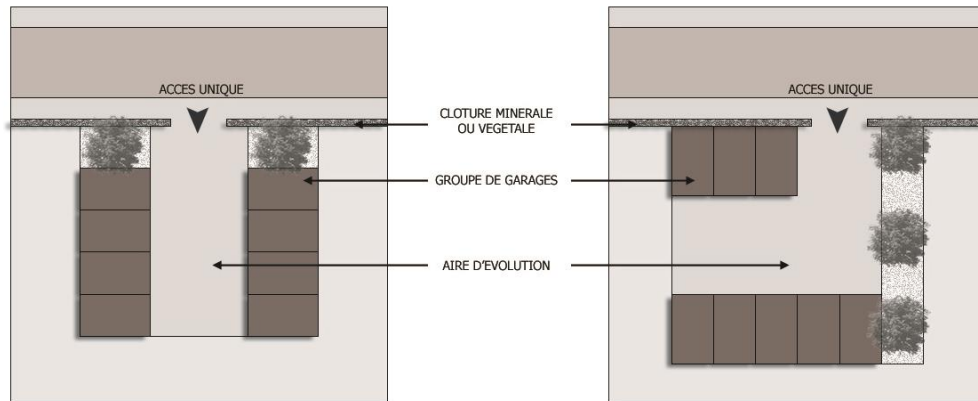 ACCES UNIQUE
ACCES UNIQUE
CLOTURE MINERALE
OU VEGETALE
GROUPE DE GARAGES
AIRE D'EVOLUTION